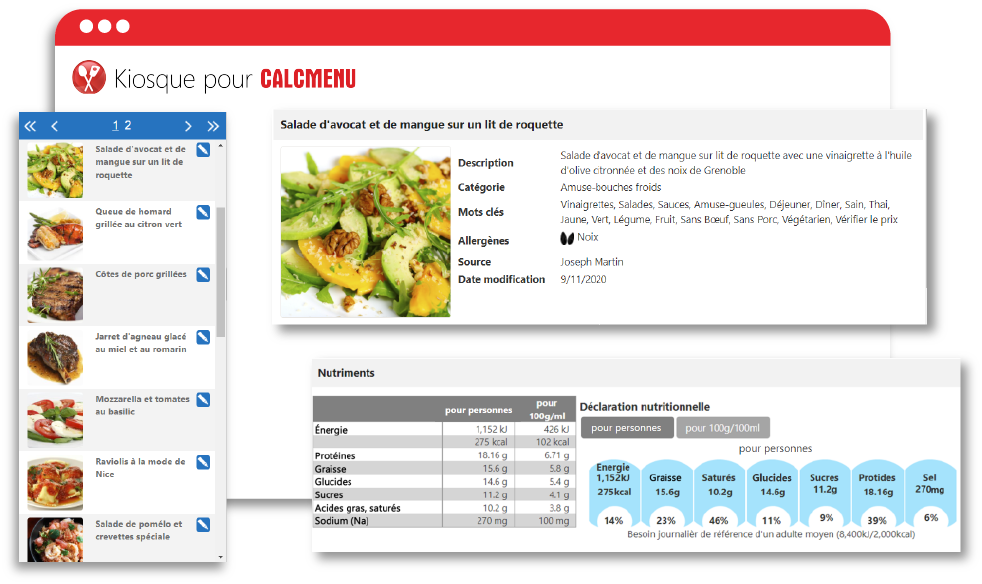 Kiosque pour CALCMENU
« ‹ 1 2 › »
Salade d'avocat et de
mangue sur un lit de
roquette
Queue de homard
grillée au citron vert
Côtes de porc grillées
Jarret d'agneau glacé
au miel et au romarin
Mozzarella et tomates
au basilic
Raviolis à la mode de
Nice
Salade de pomélo et
crevettes spéciale
Salade d'avocat et de mangue sur un lit de roquette
Description Salade d'avocat et de mangue sur lit de roquette avec une vinaigrette à l'huile
d'olive citronnée et des noix de Grenoble
Catégorie Amuse-bouches froids
Mots clés Vinaigrettes, Salades, Sauces, Amuse-gueules, Déjeuner, Dîner, Sain, Thai,
Jaune, Vert, Légume, Fruit, Sans Bœuf, Sans Porc, Végétarien, Vérifier le prix
Allergènes Noix
Source Joseph Martin
Date modification 9/11/2020
Nutriments
pour personnes pour
100g/ml
Énergie 1,152 kJ 426 kJ
275 kcal 102 kcal
Protéines 18.16 g 6.71 g
Graisse 15.6 g 5.8 g
Glucides 14.6 g 5.4 g
Sucres 11.2 g 4.1 g
Acides gras, saturés 10.2 g 3.8 g
Sodium (Na) 270 mg 100 mg
Déclaration nutritionnelle
pour personnes pour 100g/100ml
pour personnes
Energie Graisse Saturés Glucides Sucres Protides Sel
1,152kJ 15.6g 10.2g 14.6g 11.2g 18.16g 270mg
275kcal
14% 23% 46% 11% 9% 39% 6%
Besoin journalièr de référence d'un adulte moyen (8,400kJ/2,000kcal)